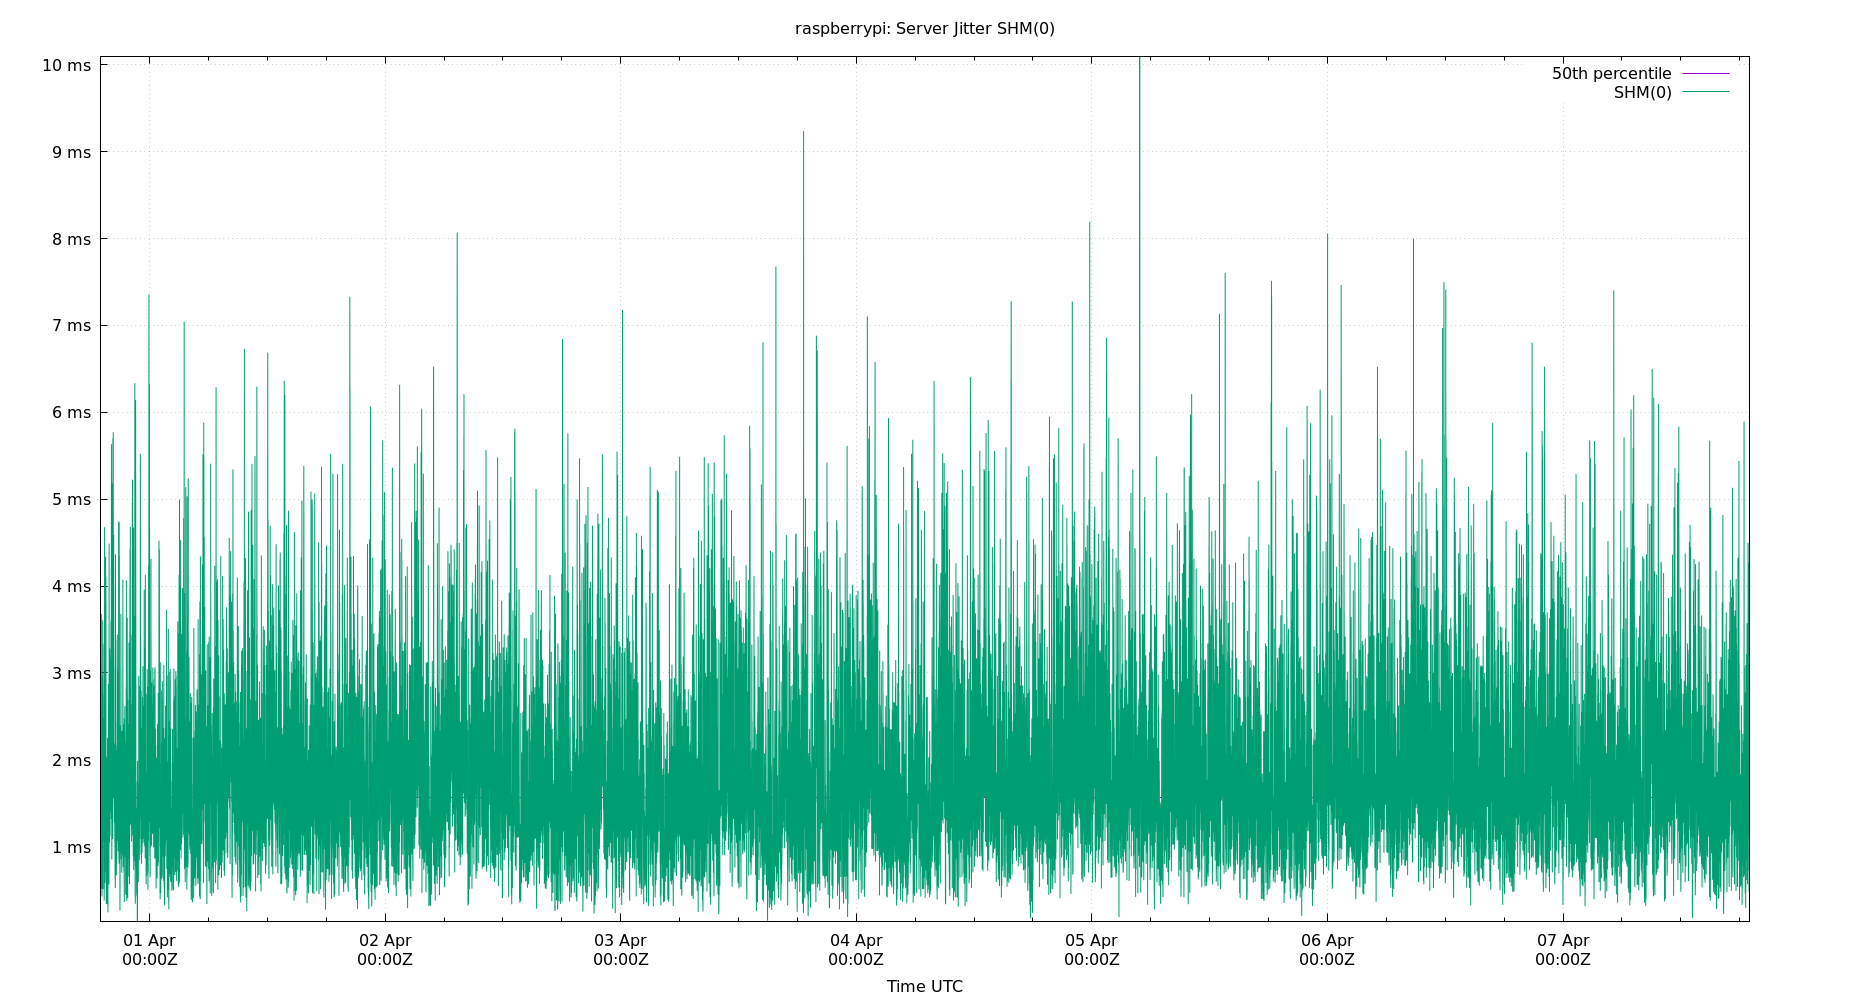 raspberrypi: Server Jitter SHM(0)
10 ms
9 ms
8 ms
7 ms
6 ms
5 ms
4 ms
3 ms
2 ms
1 ms
50th percentile
SHM(0)
01 Apr
00:00Z
02 Apr
00:00Z
03 Apr
00:00Z
04 Apr
00:00Z
05 Apr
00:00Z
06 Apr
00:00Z
07 Apr
00:00Z
Time UTC